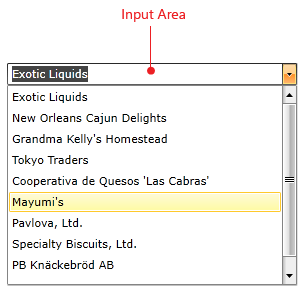 Input Area
Exotic Liquids
Exotic Liquids
New Orleans Cajun Delights
Grandma Kelly's Homestead
Tokyo Traders
Cooperativa de Quesos 'Las Cabras'
Mayumi's
Pavlova, Ltd.
Specialty Biscuits, Ltd.
PB Knäckebröd AB